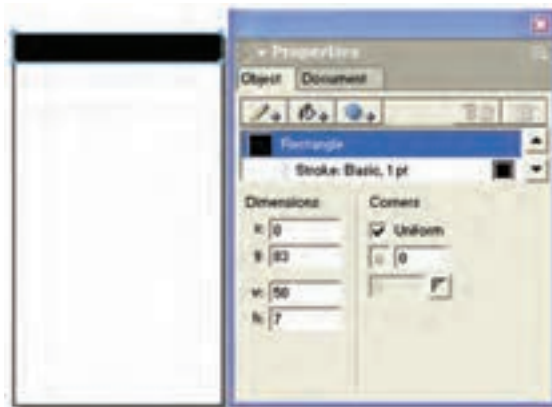 Properties
Object Document
Rectangle
Stroke: Basic, 1 pt
Dimensions
x: 0
y: 83
w: 50
h: 7
Corners
Uniform
0